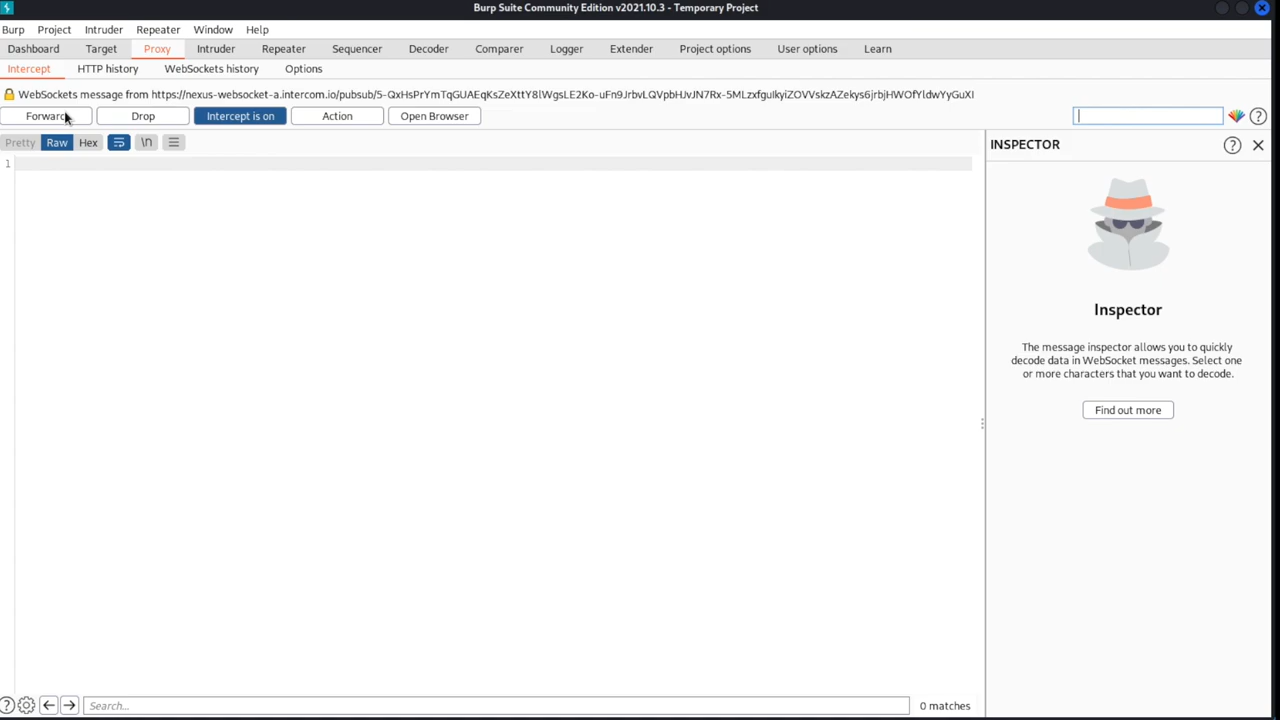 Burp Suite Community Edition v2021.10.3 - Temporary Project
Burp Project Intruder Repeater Window Help
Dashboard Target Proxy Intruder Repeater Sequencer Decoder Comparer Logger Extender Project options User options Learn
Intercept HTTP history WebSockets history Options
WebSockets message from https://nexus-websocket-a.intercom.io/pubsub/5-QxHsPrYmTqGUAEqKsZeXttY8lWgsLE2Ko-uFn9JrbvLQVpbHJvJN7Rx-5MLzxfguIkyiZOVVskzAZekys6jrbjHWOfYldwYyGuXI
Forward Drop Intercept is on Action Open Browser
Pretty Raw Hex \n
INSPECTOR
1
Inspector
The message inspector allows you to quickly
decode data in WebSocket messages. Select one
or more characters that you want to decode.
Find out more
Search...
0 matches